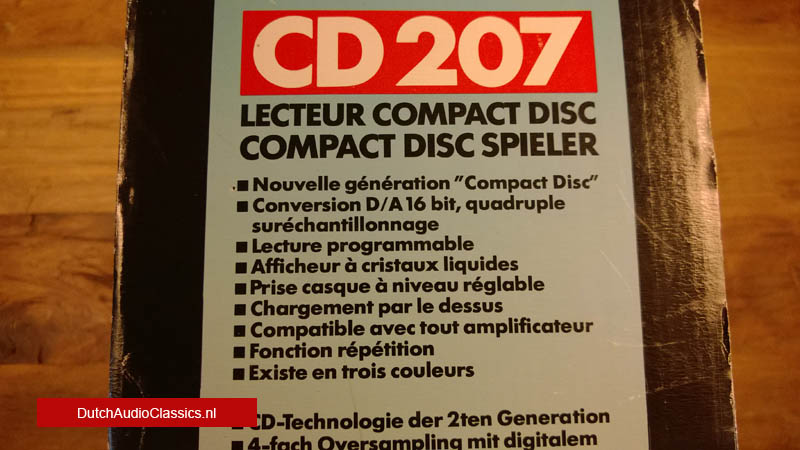 CD 207
LECTEUR COMPACT DISC
COMPACT DISC SPIELER
■ Nouvelle génération "Compact Disc"
■ Conversion D/A 16 bit, quadruple
suréchantillonnage
■ Lecture programmable
■ Afficheur à cristaux liquides
■ Prise casque à niveau réglable
■ Chargement par le dessus
■ Compatible avec tout amplificateur
■ Fonction répétition
■ Existe en trois couleurs
DutchAudioClassics.nl
■ CD-Technologie der 2ten Generation
■ 4-fach Oversampling mit digitalem